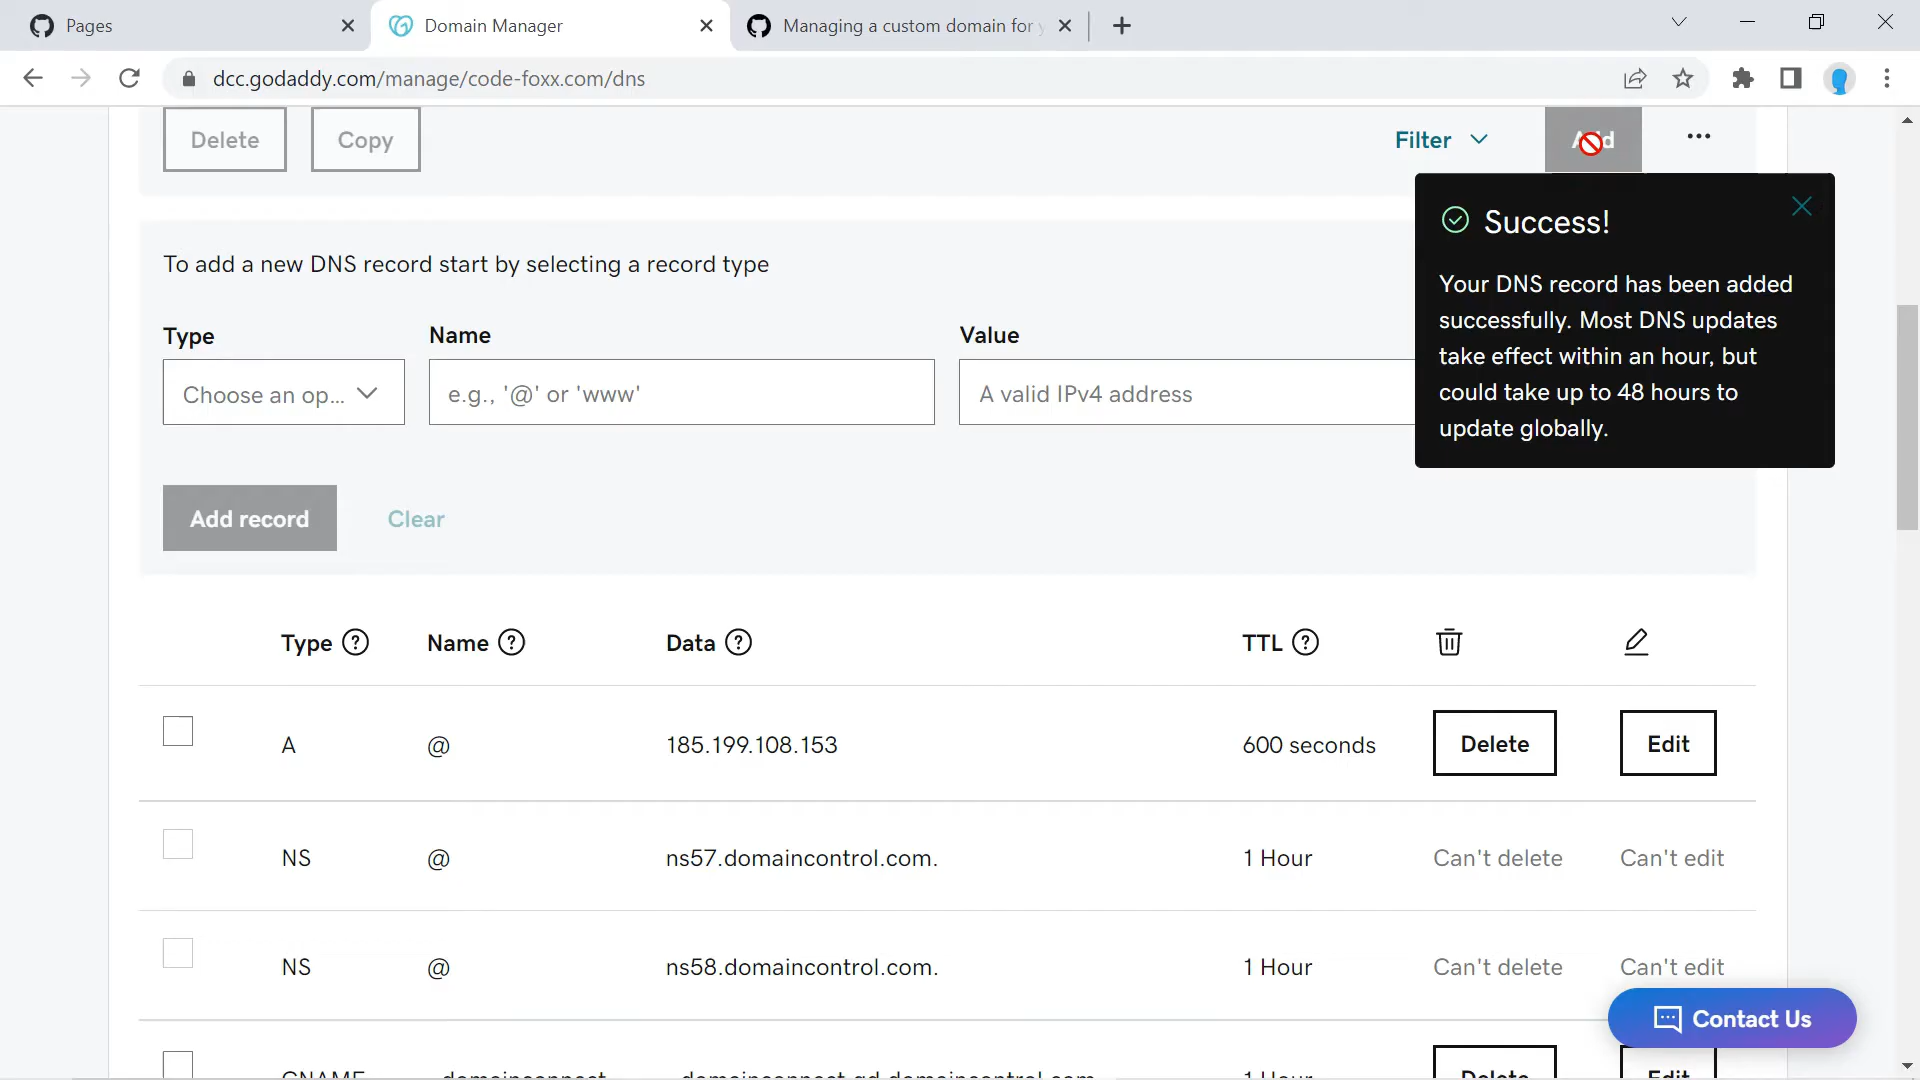 Pages
Domain Manager
Managing a custom domain for
dcc.godaddy.com/manage/code-foxx.com/dns
Delete
Copy
Filter
Success!
Your DNS record has been added
successfully. Most DNS updates
take effect within an hour, but
could take up to 48 hours to
update globally.
To add a new DNS record start by selecting a record type
Type
Name
Value
Choose an op...
e.g., '@' or 'www'
A valid IPv4 address
Add record
Clear
Type
Name
Data
TTL
A
@
185.199.108.153
600 seconds
Delete
Edit
NS
@
ns57.domaincontrol.com.
1 Hour
Can't delete
Can't edit
NS
@
ns58.domaincontrol.com.
1 Hour
Can't delete
Can't edit
Contact Us